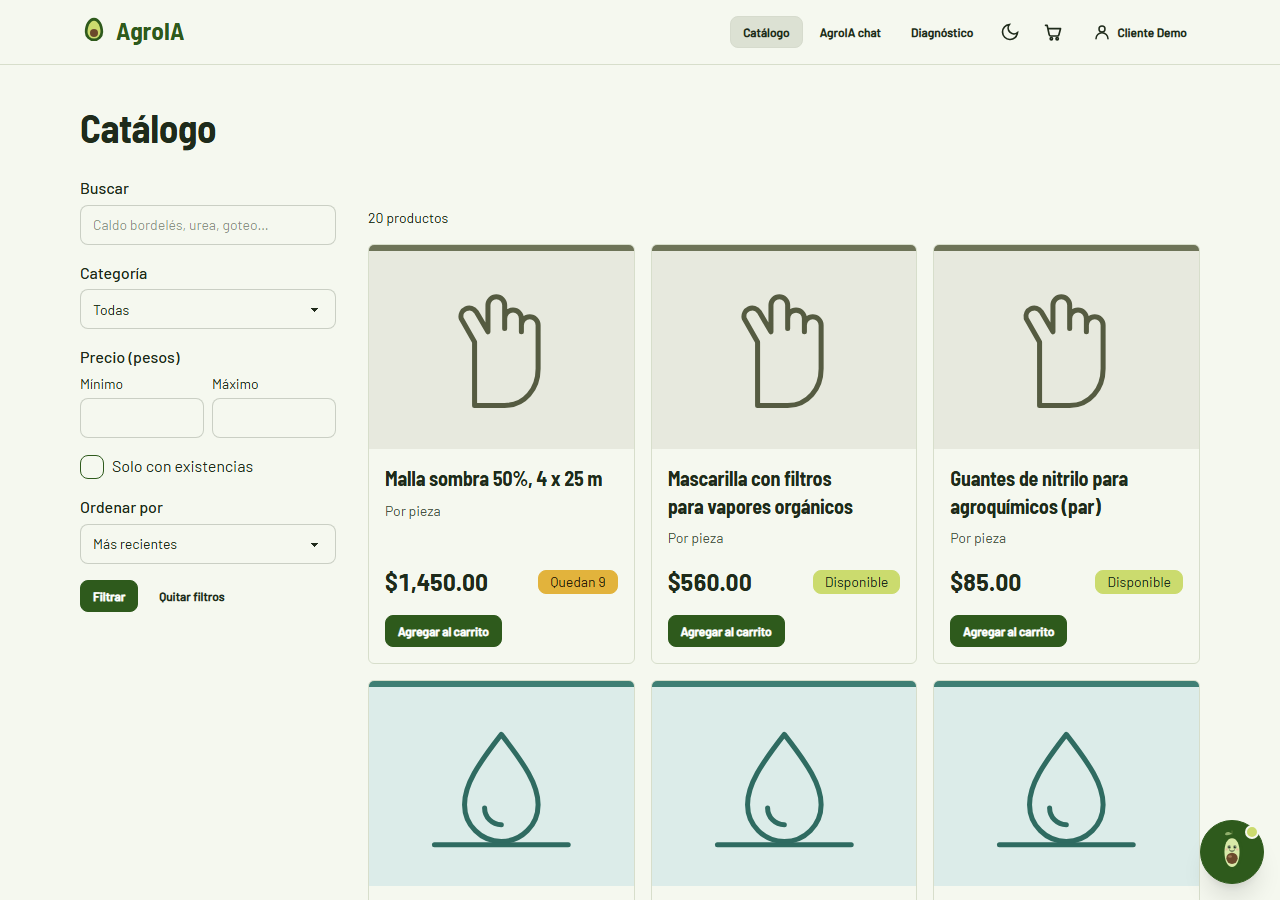 AgroIA
Catálogo
AgroIA chat
Diagnóstico
Cliente Demo
Catálogo
Buscar
Caldo bordelés, urea, goteo...
Categoría
Todas
Precio (pesos)
Mínimo
Máximo
Solo con existencias
Ordenar por
Más recientes
Filtrar
Quitar filtros
20 productos
Malla sombra 50%, 4 x 25 m
Por pieza
$1,450.00
Quedan 9
Agregar al carrito
Mascarilla con filtros
para vapores orgánicos
Por pieza
$560.00
Disponible
Agregar al carrito
Guantes de nitrilo para
agroquímicos (par)
Por pieza
$85.00
Disponible
Agregar al carrito